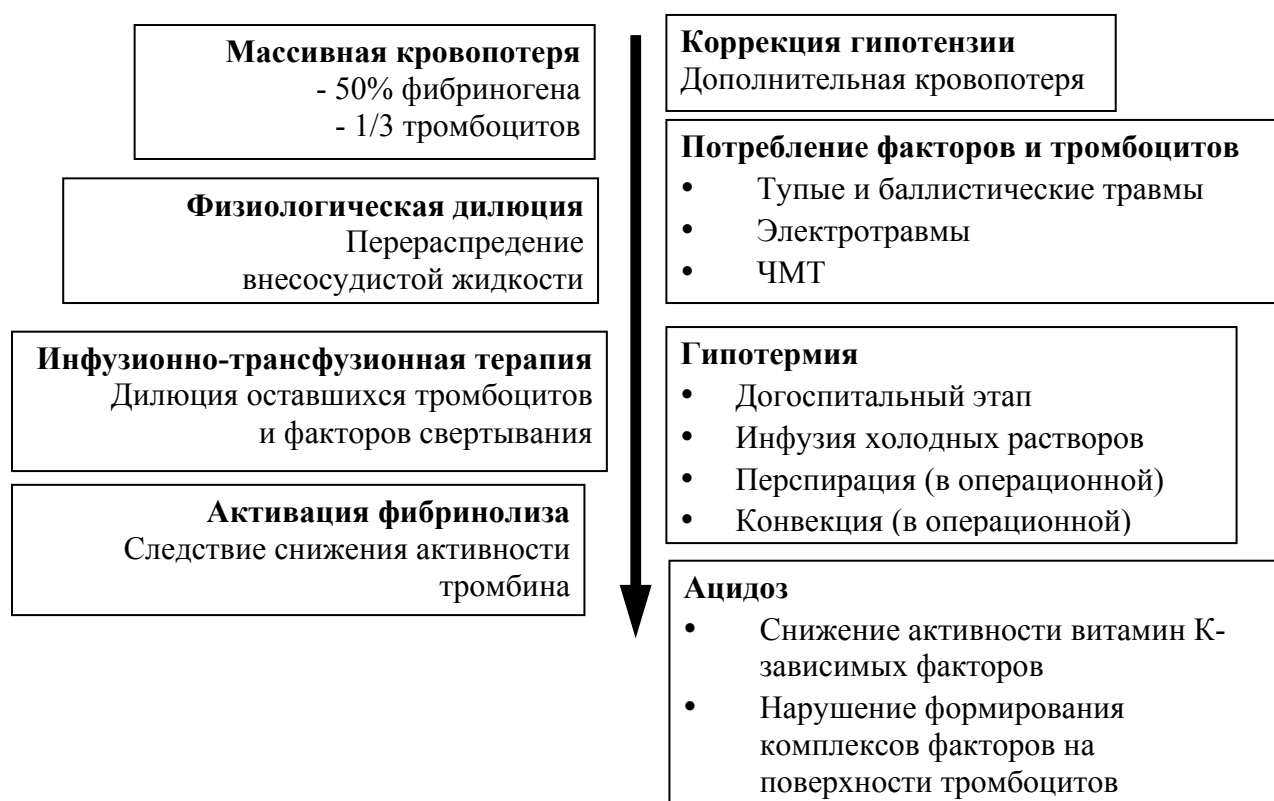 Массивная кровопотеря
- 50% фибриногена
- 1/3 тромбоцитов
Физиологическая дилюция
Перераспредение
внесосудистой жидкости
Инфузионно-трансфузионная терапия
Дилюция оставшихся тромбоцитов
и факторов свертывания
Активация фибринолиза
Следствие снижения активности
тромбина
Коррекция гипотензии
Дополнительная кровопотеря
Потребление факторов и тромбоцитов
• Тупые и баллистические травмы
• Электротравмы
• ЧМТ
Гипотермия
• Догоспитальный этап
• Инфузия холодных растворов
• Перспирация (в операционной)
• Конвекция (в операционной)
Ацидоз
• Снижение активности витамин К-
зависимых факторов
• Нарушение формирования
комплексов факторов на
поверхности тромбоцитов